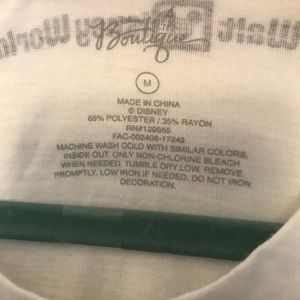 Boutique
M
MADE IN CHINA
© DISNEY
65% POLYESTER / 35% RAYON
RN#129655
FAC-002406-17243
MACHINE WASH COLD WITH SIMILAR COLORS,
INSIDE OUT. ONLY NON-CHLORINE BLEACH
WHEN NEEDED. TUMBLE DRY LOW. REMOVE
PROMPTLY. LOW IRON IF NEEDED. DO NOT IRON
DECORATION.